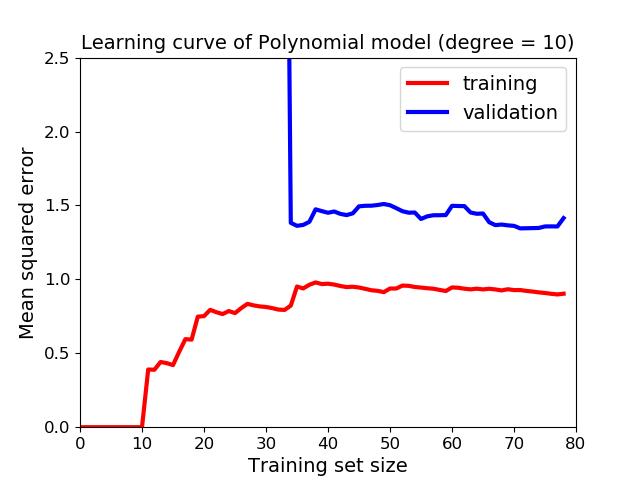 Learning curve of Polynomial model (degree = 10)
2.5
2.0
1.5
1.0
0.5
0.0
Mean squared error
training
validation
0 10 20 30 40 50 60 70 80
Training set size